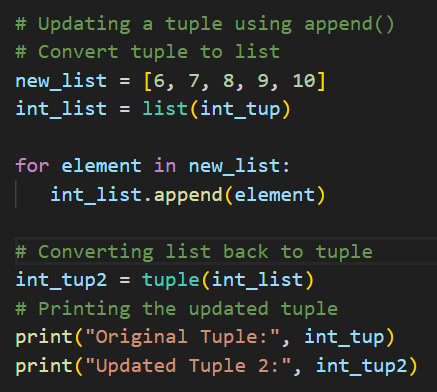 # Updating a tuple using append()
# Convert tuple to list
new_list = [6, 7, 8, 9, 10]
int_list = list(int_tup)
for element in new_list:
   int_list.append(element)
# Converting list back to tuple
int_tup2 = tuple(int_list)
# Printing the updated tuple
print("Original Tuple:", int_tup)
print("Updated Tuple 2:", int_tup2)